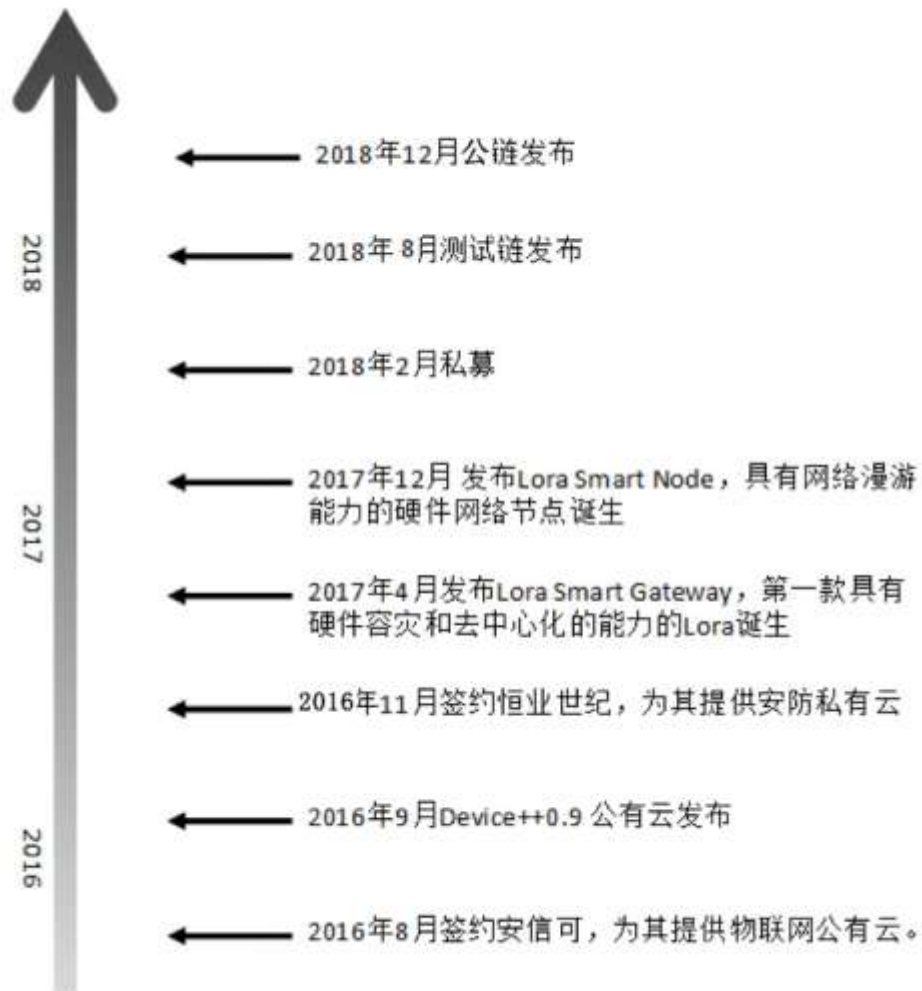 2018年12月公链发布
2018
2018年 8月测试链发布
2018年2月私募
2017年12月 发布Lora Smart Node，具有网络漫游
能力的硬件网络节点诞生
2017
2017年4月发布Lora Smart Gateway，第一款具有
硬件容灾和去中心化的能力的Lora诞生
2016年11月签约恒业世纪，为其提供安防私有云
2016年9月Device++0.9 公有云发布
2016
2016年8月签约安信可，为其提供物联网公有云。